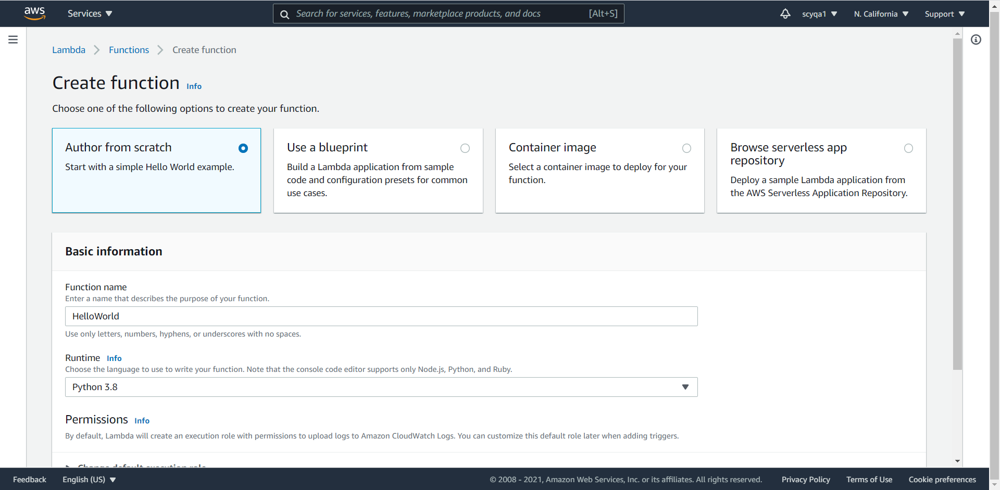 aws
Services
Search for services, features, marketplace products, and docs
[Alt+S]
scyqa1
N. California
Support
Lambda
Functions
Create function
Create function
Info
Choose one of the following options to create your function.
Author from scratch
Start with a simple Hello World example.
Use a blueprint
Build a Lambda application from sample
code and configuration presets for common
use cases.
Container image
Select a container image to deploy for your
function.
Browse serverless app
repository
Deploy a sample Lambda application from
the AWS Serverless Application Repository.
Basic information
Function name
Enter a name that describes the purpose of your function.
HelloWorld
Use only letters, numbers, hyphens, or underscores with no spaces.
Runtime Info
Choose the language to use to write your function. Note that the console code editor supports only Node.js, Python, and Ruby.
Python 3.8
Permissions Info
By default, Lambda will create an execution role with permissions to upload logs to Amazon CloudWatch Logs. You can customize this default role later when adding triggers.
Change default execution role
Feedback
English (US)
© 2008 - 2021, Amazon Web Services, Inc. or its affiliates. All rights reserved.
Privacy Policy
Terms of Use
Cookie preferences